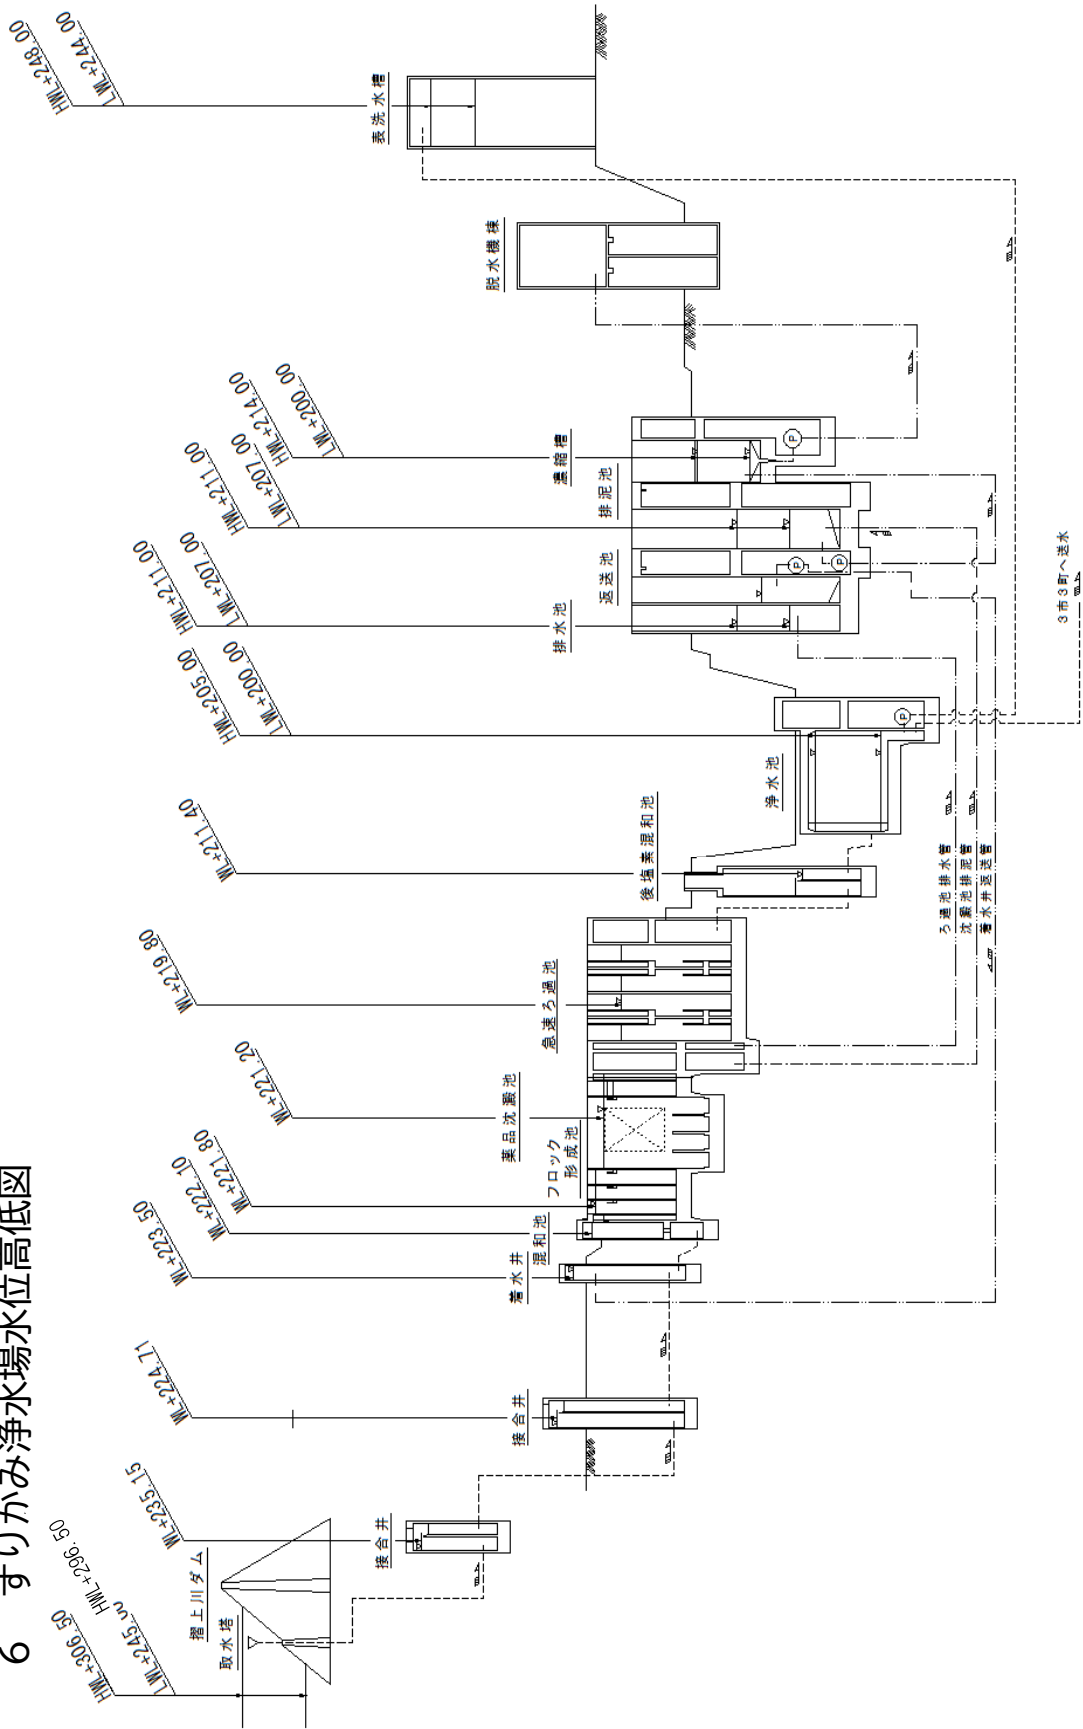 6　すりかみ浄水場水位高低図
HWL+306.50
HWL+296.50
LWL+245.00
摺上川ダム
取水塔
WL+235.15
接合井
WL+224.71
接合井
WL+223.50
着水井
WL+222.10
混和池
WL+221.80
フロック
形成池
WL+221.20
薬品沈澱池
WL+219.80
急速ろ過池
WL+211.40
後塩素混和池
HWL+205.00
LWL+200.00
浄水池
P
HWL+211.00
LWL+207.00
排水池
返送池
P
P
HWL+211.00
LWL+207.00
排泥池
HWL+214.00
LWL+200.00
濃縮槽
P
脱水機棟
HWL+248.00
LWL+244.00
表洗水槽
ろ過池排水管
沈澱池排泥管
着水井返送管
3市3町へ送水